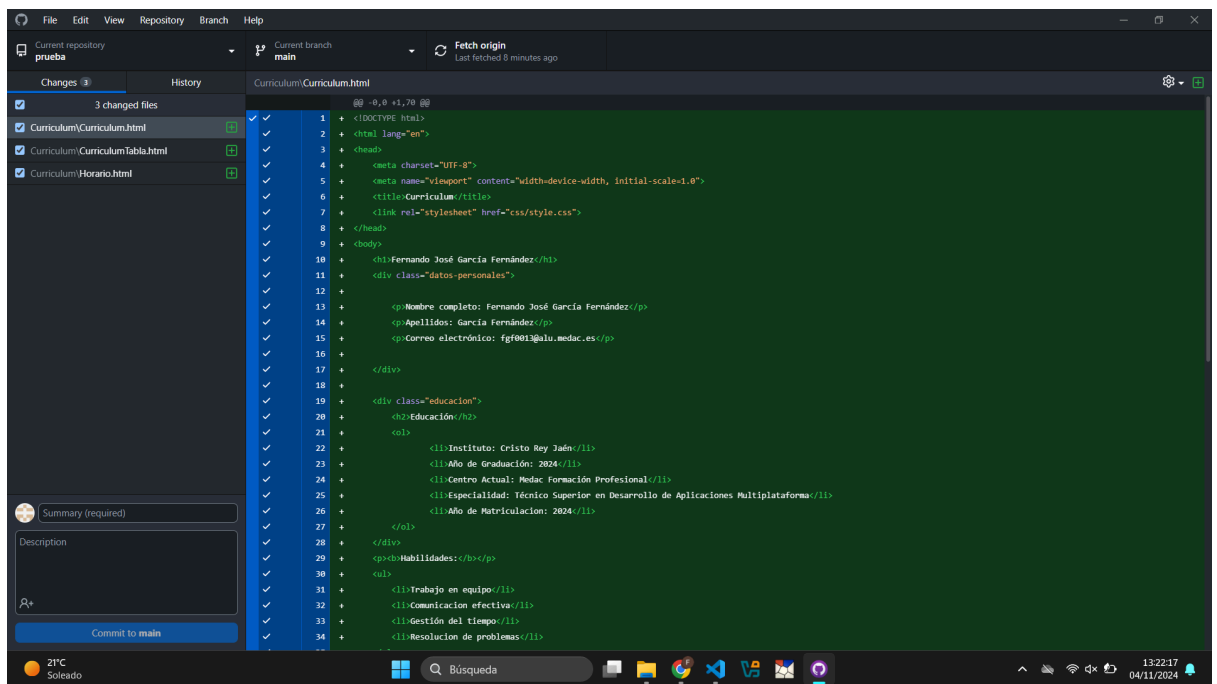 File Edit View Repository Branch Help
Current repository
prueba
Current branch
main
Fetch origin
Last fetched 8 minutes ago
Changes 3
History
Curriculum\Curriculum.html
3 changed files
Curriculum\Curriculum.html
Curriculum\CurriculumTabla.html
Curriculum\Horario.html
@@ -0,0 +1,70 @@
1 + <!DOCTYPE html>
2 + <html lang="en">
3 + <head>
4 + <meta charset="UTF-8">
5 + <meta name="viewport" content="width=device-width, initial-scale=1.0">
6 + <title>Curriculum</title>
7 + <link rel="stylesheet" href="css/style.css">
8 + </head>
9 + <body>
10 + <h1>Fernando José García Fernández</h1>
11 + <div class="datos-personales">
12 +
13 + <p>Nombre completo: Fernando José García Fernández</p>
14 + <p>Apellidos: García Fernández</p>
15 + <p>Correo electrónico: fgf0013@alu.medac.es</p>
16 +
17 + </div>
18 +
19 + <div class="educacion">
20 + <h2>Educación</h2>
21 + <ol>
22 + <li>Instituto: Cristo Rey Jaén</li>
23 + <li>Año de Graduación: 2024</li>
24 + <li>Centro Actual: Medac Formación Profesional</li>
25 + <li>Especialidad: Técnico Superior en Desarrollo de Aplicaciones Multiplataforma</li>
26 + <li>Año de Matriculacion: 2024</li>
27 + </ol>
28 + </div>
29 + <p><b>Habilidades:</b></p>
30 + <ul>
31 + <li>Trabajo en equipo</li>
32 + <li>Comunicacion efectiva</li>
33 + <li>Gestión del tiempo</li>
34 + <li>Resolucion de problemas</li>
Summary (required)
Description
Commit to main
21°C
Soleado
Búsqueda
13:22:17
04/11/2024